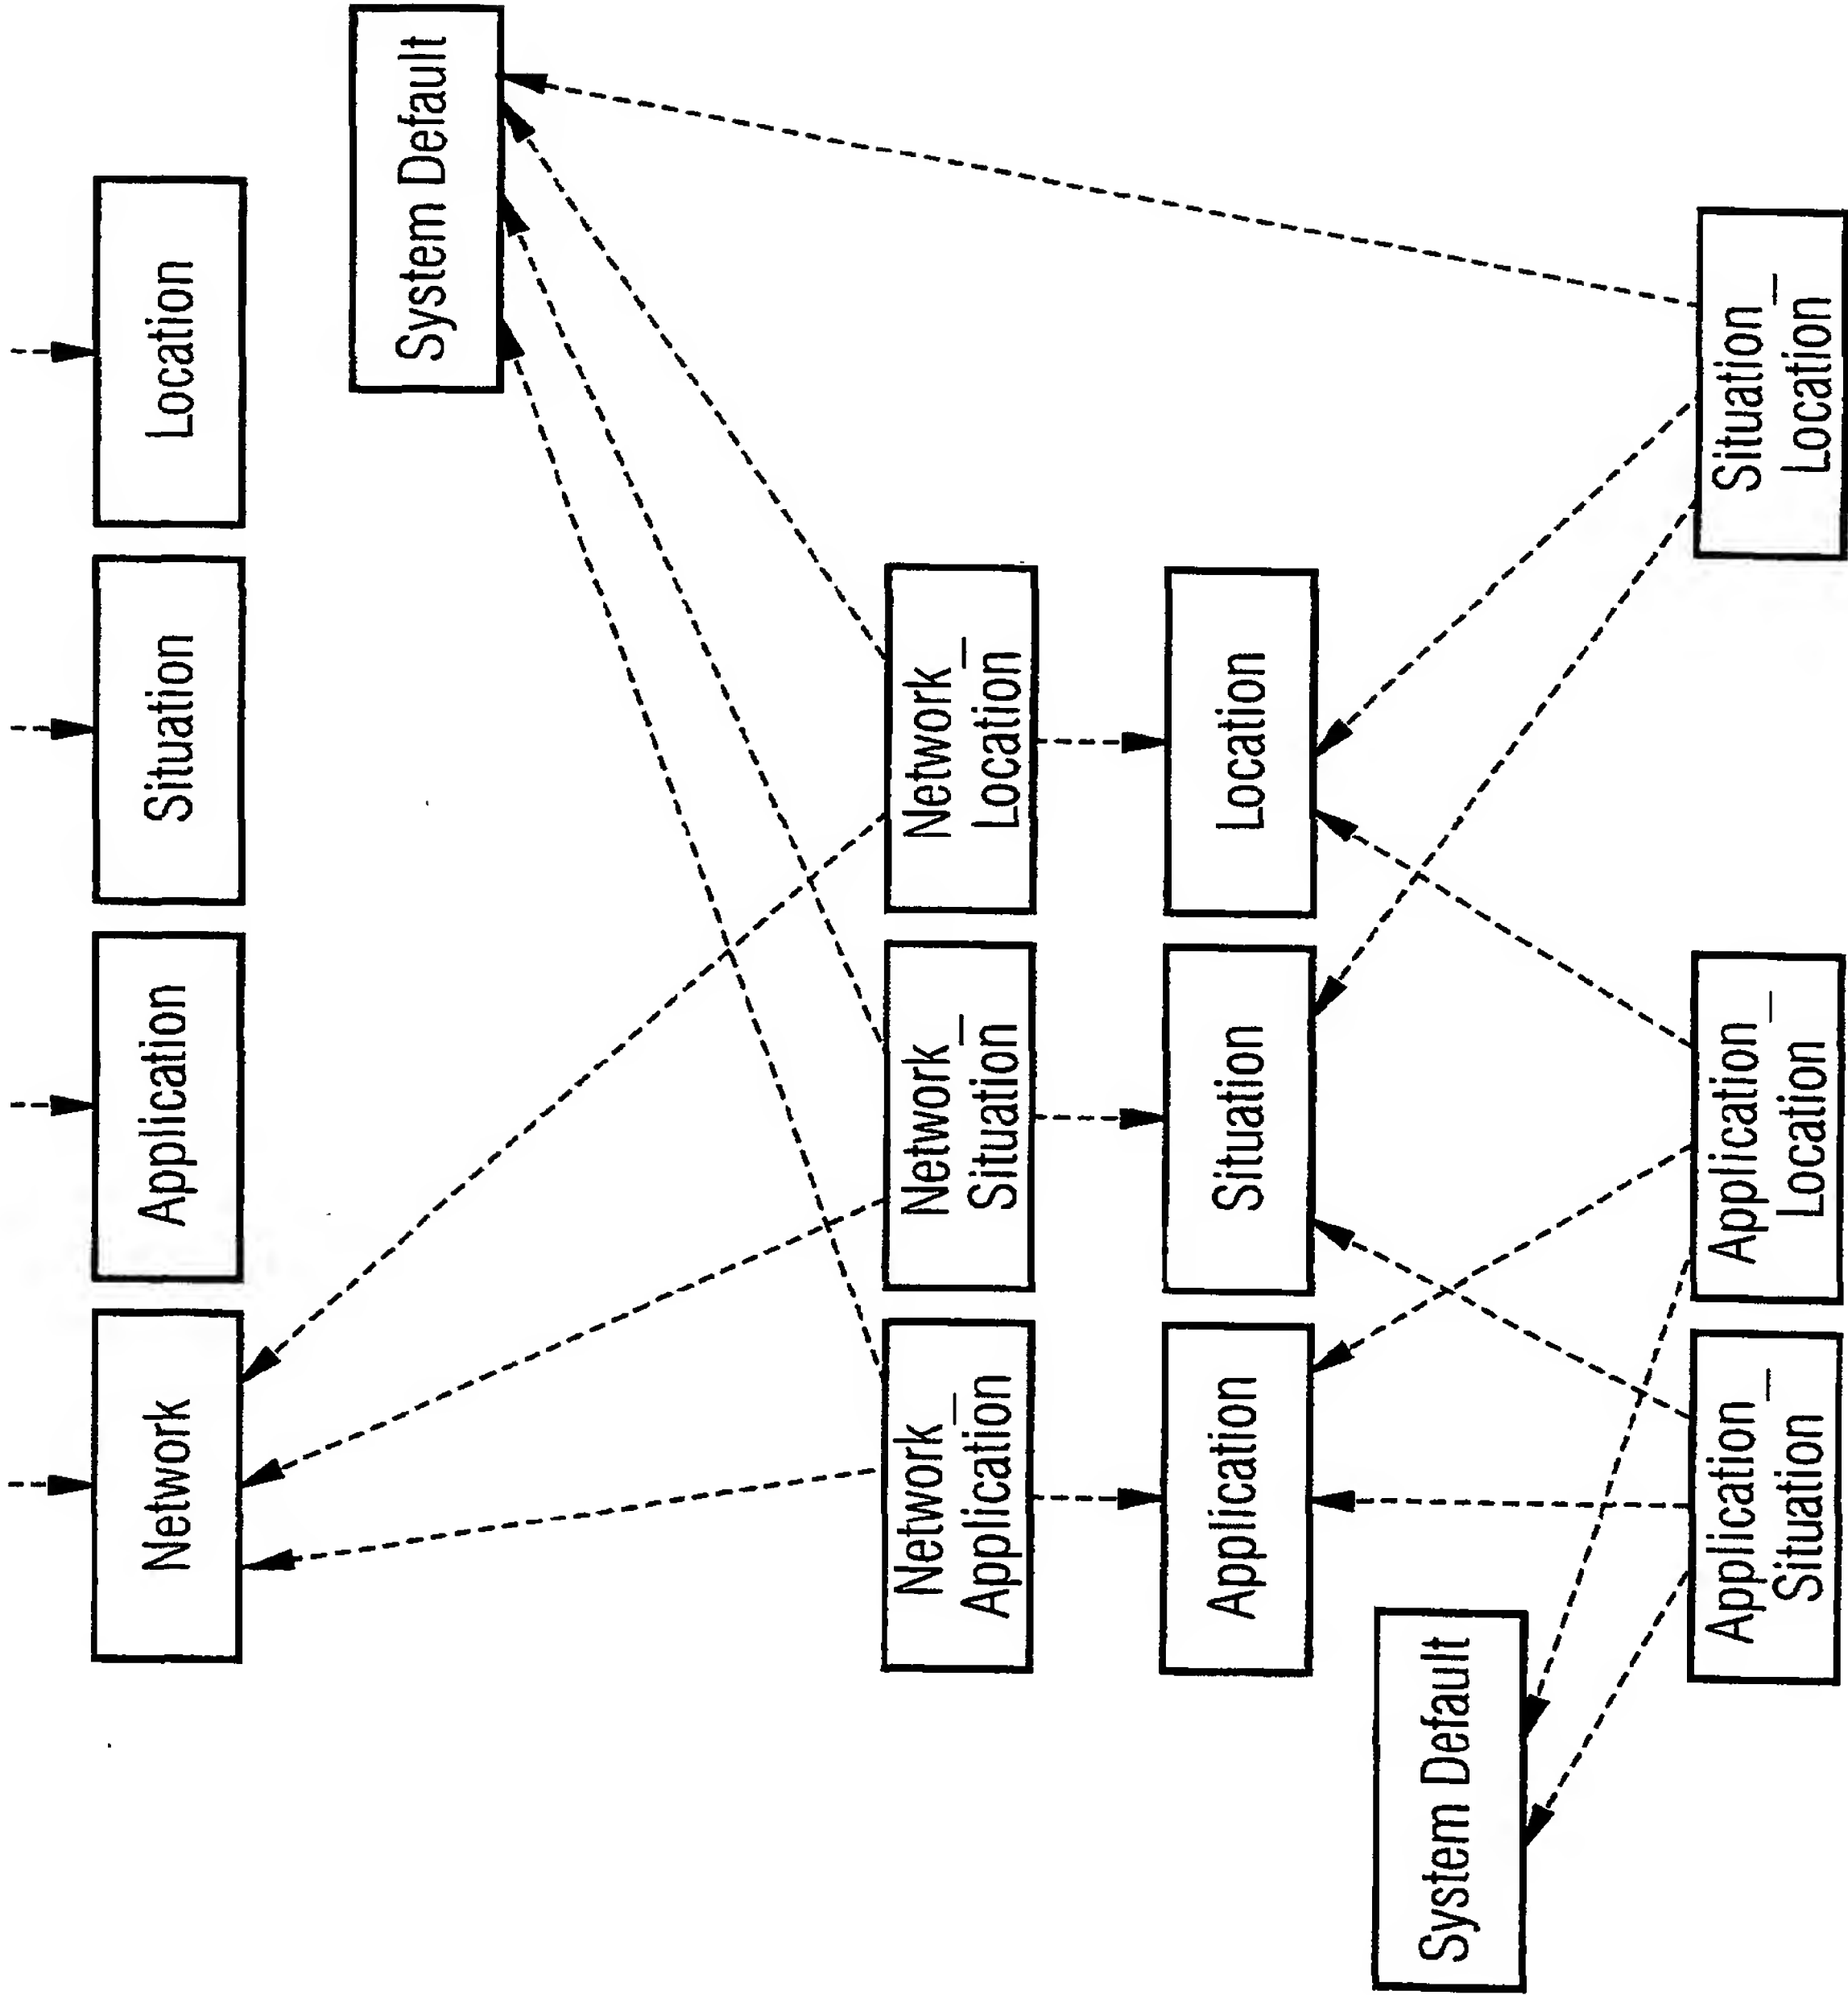 Network
Application
Situation
Location
System Default
Network_
Application
Network_
Situation
Network_
Location
Application
Situation
Location
System Default
Application_
Situation
Application_
Location
Situation_
Location